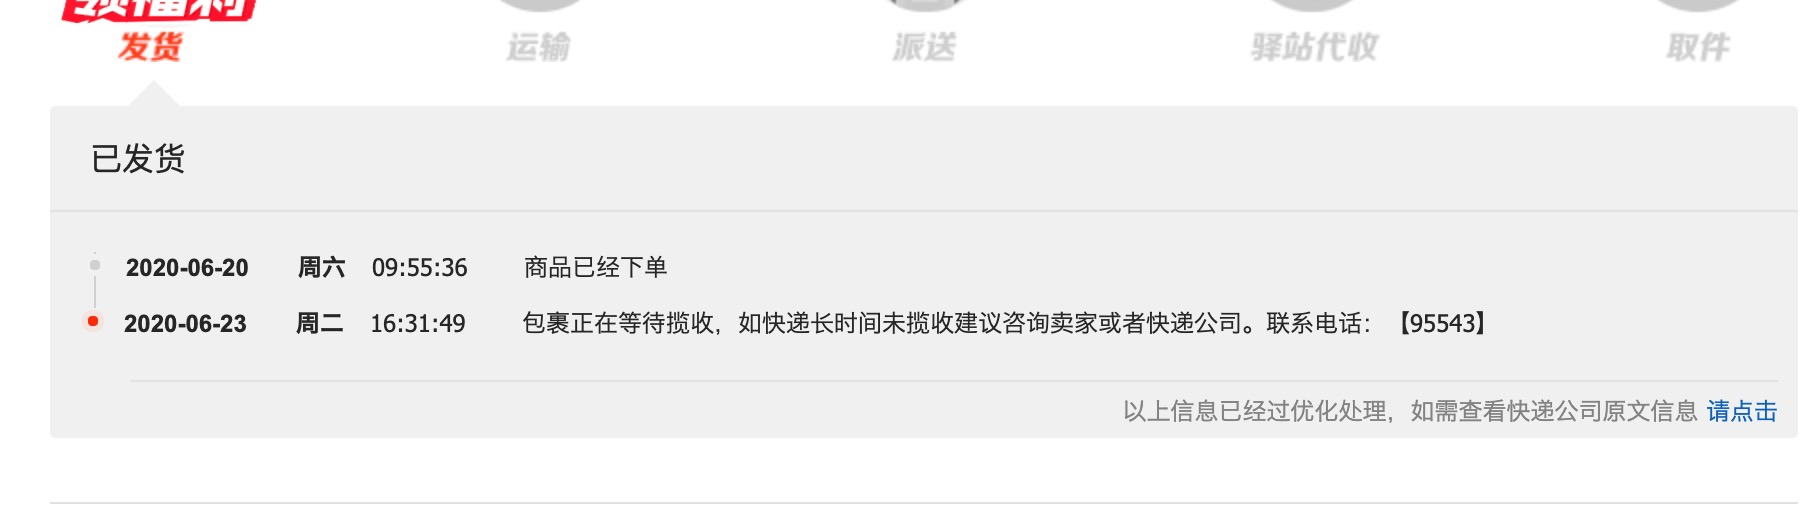 领福利
发货 运输 派送 驿站代收 取件
已发货
2020-06-20 周六 09:55:36 商品已经下单
2020-06-23 周二 16:31:49 包裹正在等待揽收，如快递长时间未揽收建议咨询卖家或者快递公司。联系电话：【95543】
以上信息已经过优化处理，如需查看快递公司原文信息 请点击